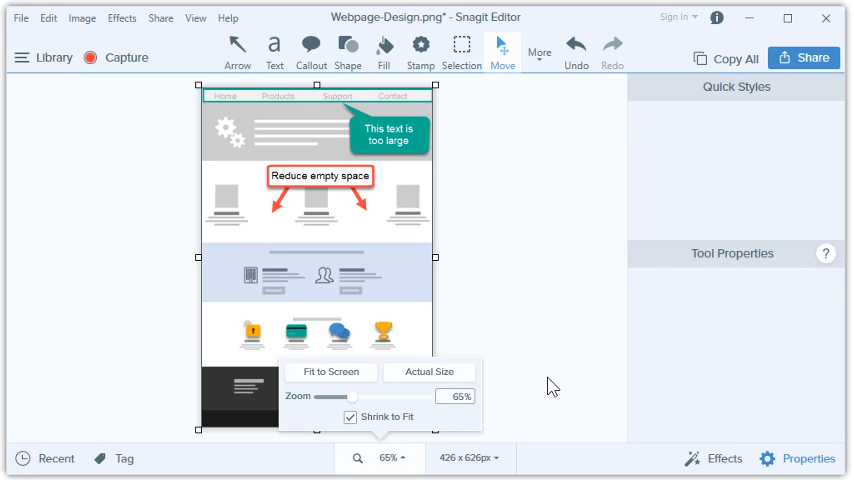 File Image Effects Share View Help
Webpage-Design.png* - Snagit Editor
Sign in
Library Capture
Arrow Text Callout Shape Fill Stamp Selection Move More Undo Redo
Copy All Share
Quick Styles
Home Products Support Contact
This text is
too large
Reduce empty space
Tool Properties ?
Fit to Screen Actual Size
Zoom 65%
Shrink to Fit
Recent Tag 65% 426 x 626px Effects Properties